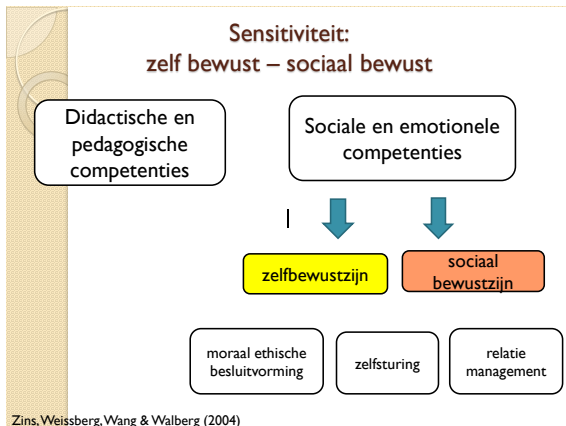 Sensitiviteit:
zelf bewust – sociaal bewust
Didactische en
pedagogische
competenties
Sociale en emotionele
competenties
zelfbewustzijn
sociaal
bewustzijn
moraal ethische
besluitvorming
zelfsturing
relatie
management
Zins, Weissberg, Wang & Walberg (2004)